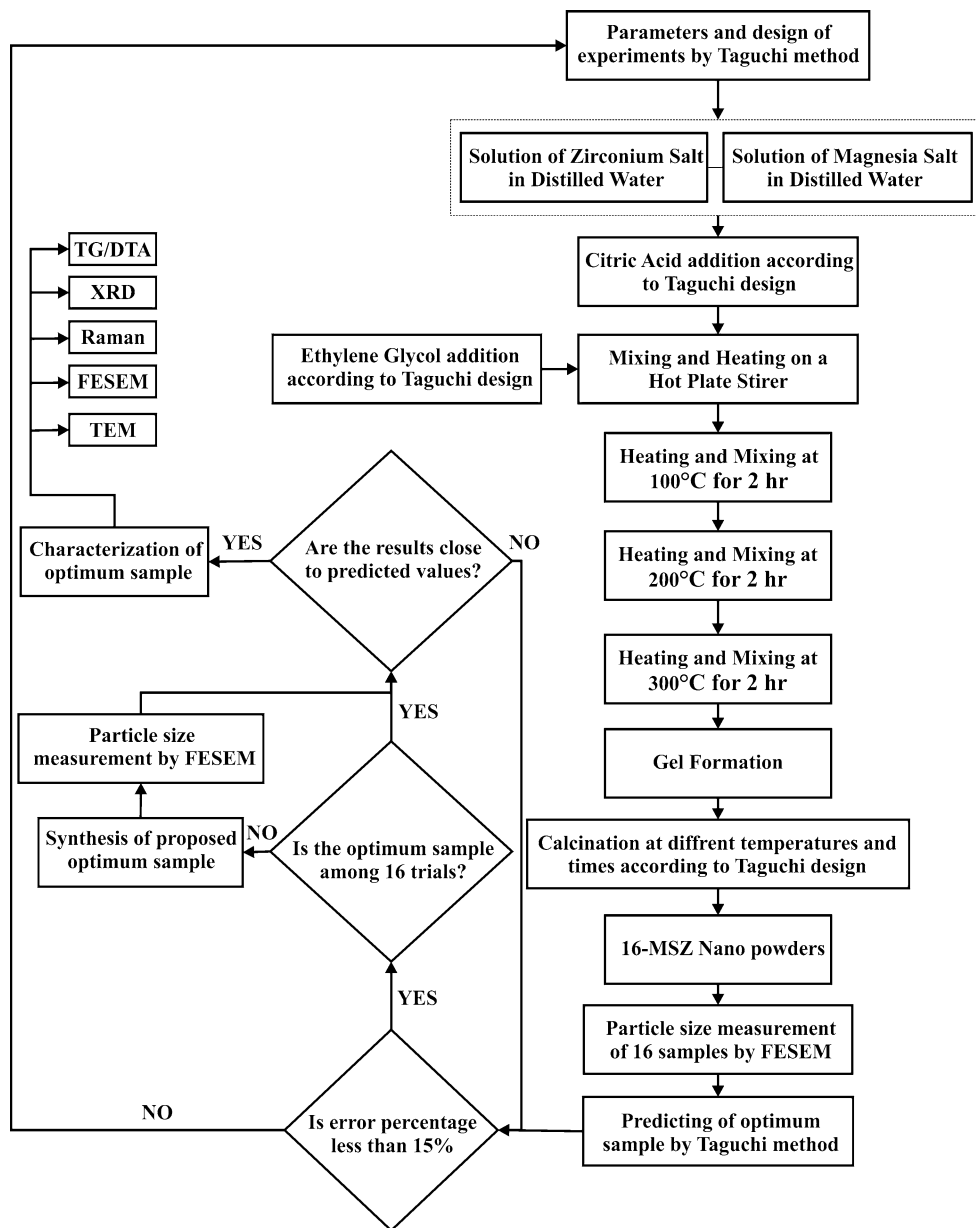 Parameters and design of
experiments by Taguchi method
Solution of Zirconium Salt
in Distilled Water
Solution of Magnesia Salt
in Distilled Water
Citric Acid addition according
to Taguchi design
Ethylene Glycol addition
according to Taguchi design
Mixing and Heating on a
Hot Plate Stirer
Heating and Mixing at
100°C for 2 hr
Heating and Mixing at
200°C for 2 hr
Heating and Mixing at
300°C for 2 hr
Gel Formation
Calcination at diffrent temperatures and
times according to Taguchi design
16-MSZ Nano powders
Particle size measurement
of 16 samples by FESEM
Predicting of optimum
sample by Taguchi method
Is error percentage
less than 15%
NO
YES
Is the optimum sample
among 16 trials?
NO
Synthesis of proposed
optimum sample
Particle size
measurement by FESEM
YES
Are the results close
to predicted values?
NO
YES
Characterization of
optimum sample
TG/DTA
XRD
Raman
FESEM
TEM